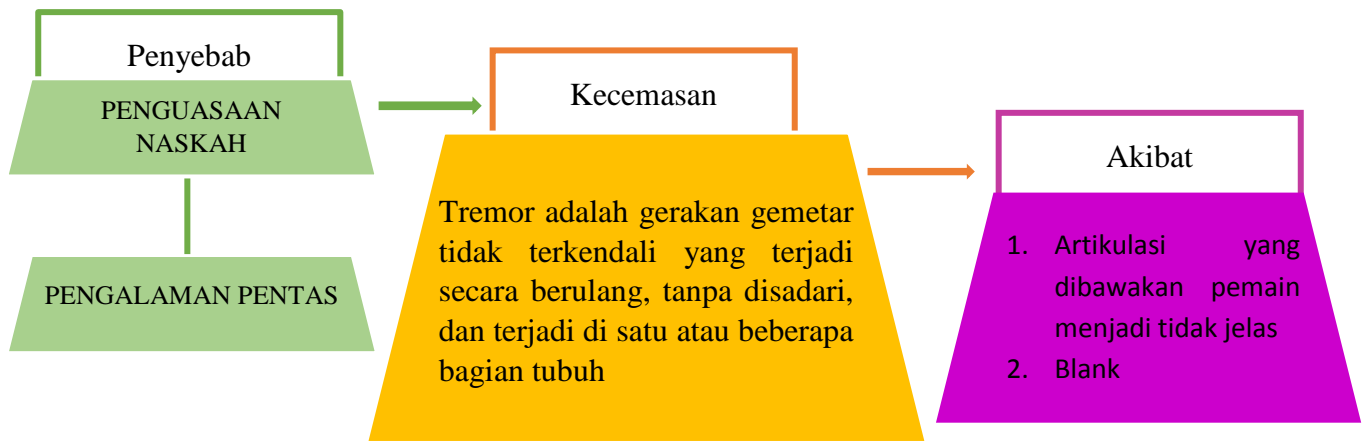 Penyebab
PENGUASAAN
NASKAH
PENGALAMAN PENTAS
Kecemasan
Tremor adalah gerakan gemetar
tidak terkendali yang terjadi
secara berulang, tanpa disadari,
dan terjadi di satu atau beberapa
bagian tubuh
Akibat
1. Artikulasi yang
dibawakan pemain
menjadi tidak jelas
2. Blank